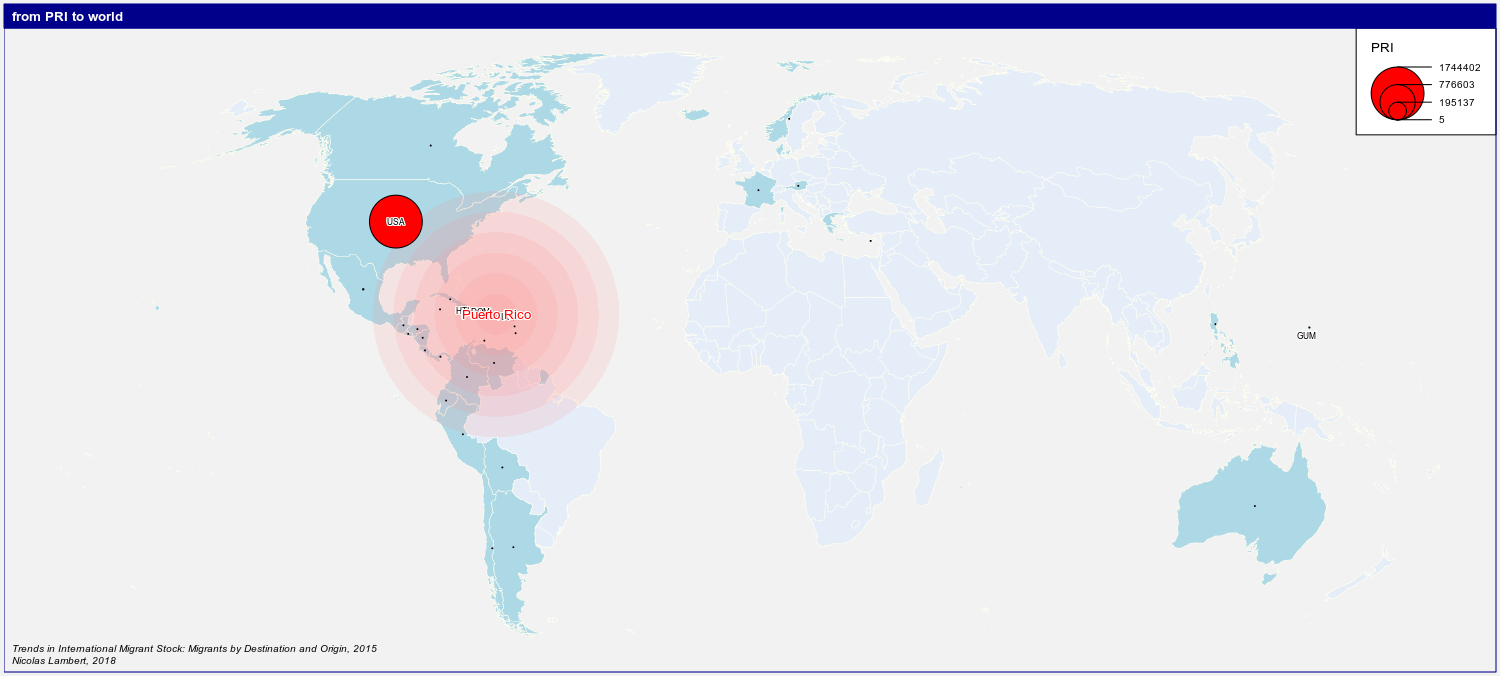 from PRI to world
PRI
1744402
776603
195137
5
USA
Puerto Rico
GUM
Trends in International Migrant Stock: Migrants by Destination and Origin, 2015
Nicolas Lambert, 2018